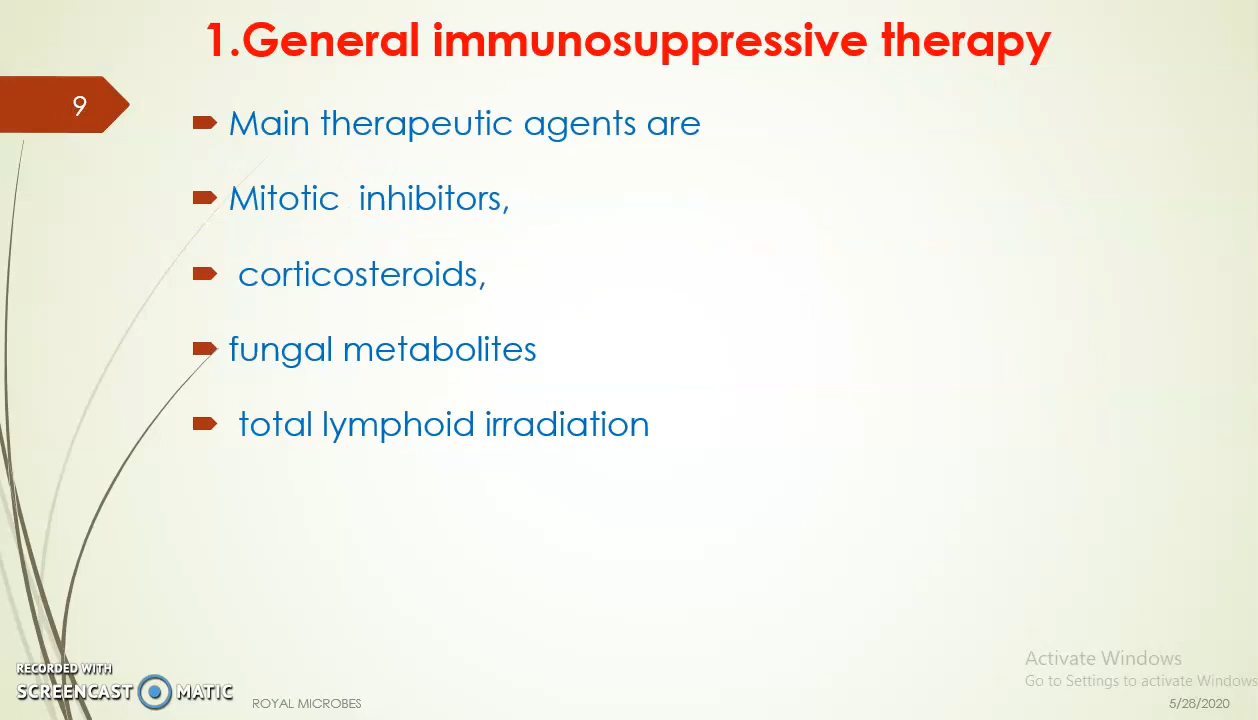 1.General immunosuppressive therapy
9
Main therapeutic agents are
Mitotic inhibitors,
corticosteroids,
fungal metabolites
total lymphoid irradiation
Activate Windows
Go to Settings to activate Windows
RECORDED WITH
SCREENCAST MATIC
ROYAL MICROBES
5/28/2020